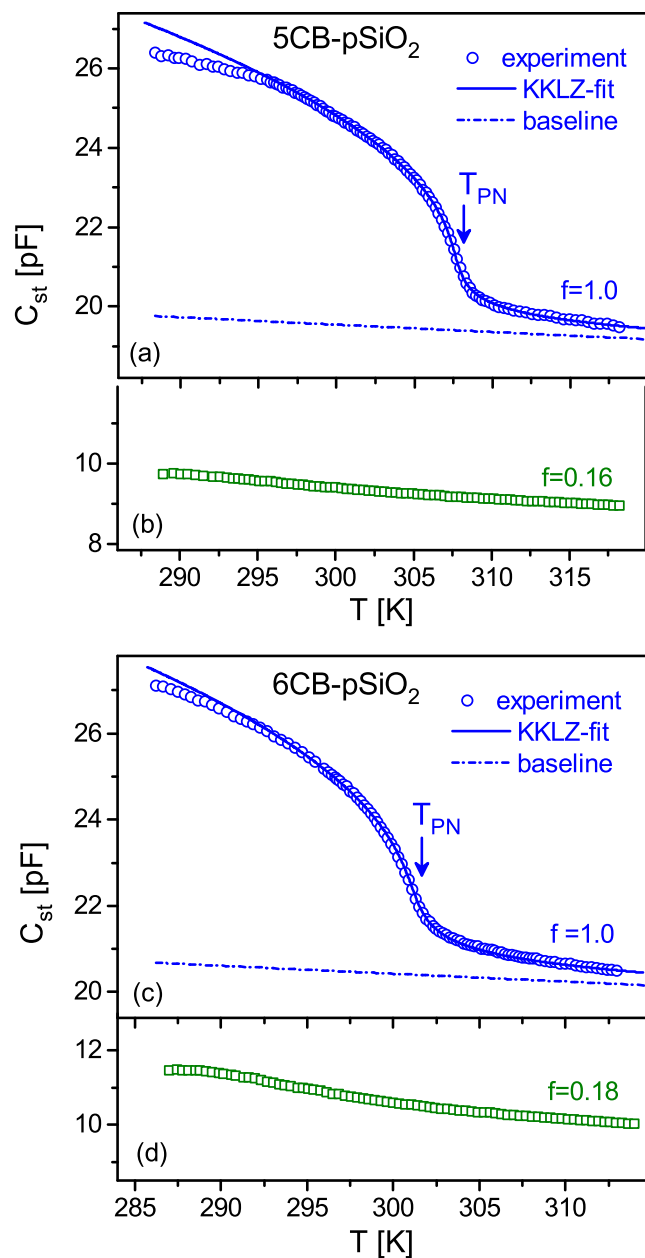 5CB-pSiO₂
experiment
KKLZ-fit
baseline
T_PN
f=1.0
C_st [pF]
26
24
22
20
(a)
10
8
f=0.16
(b)
290 295 300 305 310 315
T [K]
6CB-pSiO₂
experiment
KKLZ-fit
baseline
T_PN
f =1.0
C_st [pF]
26
24
22
20
(c)
12
10
f=0.18
(d)
285 290 295 300 305 310
T [K]